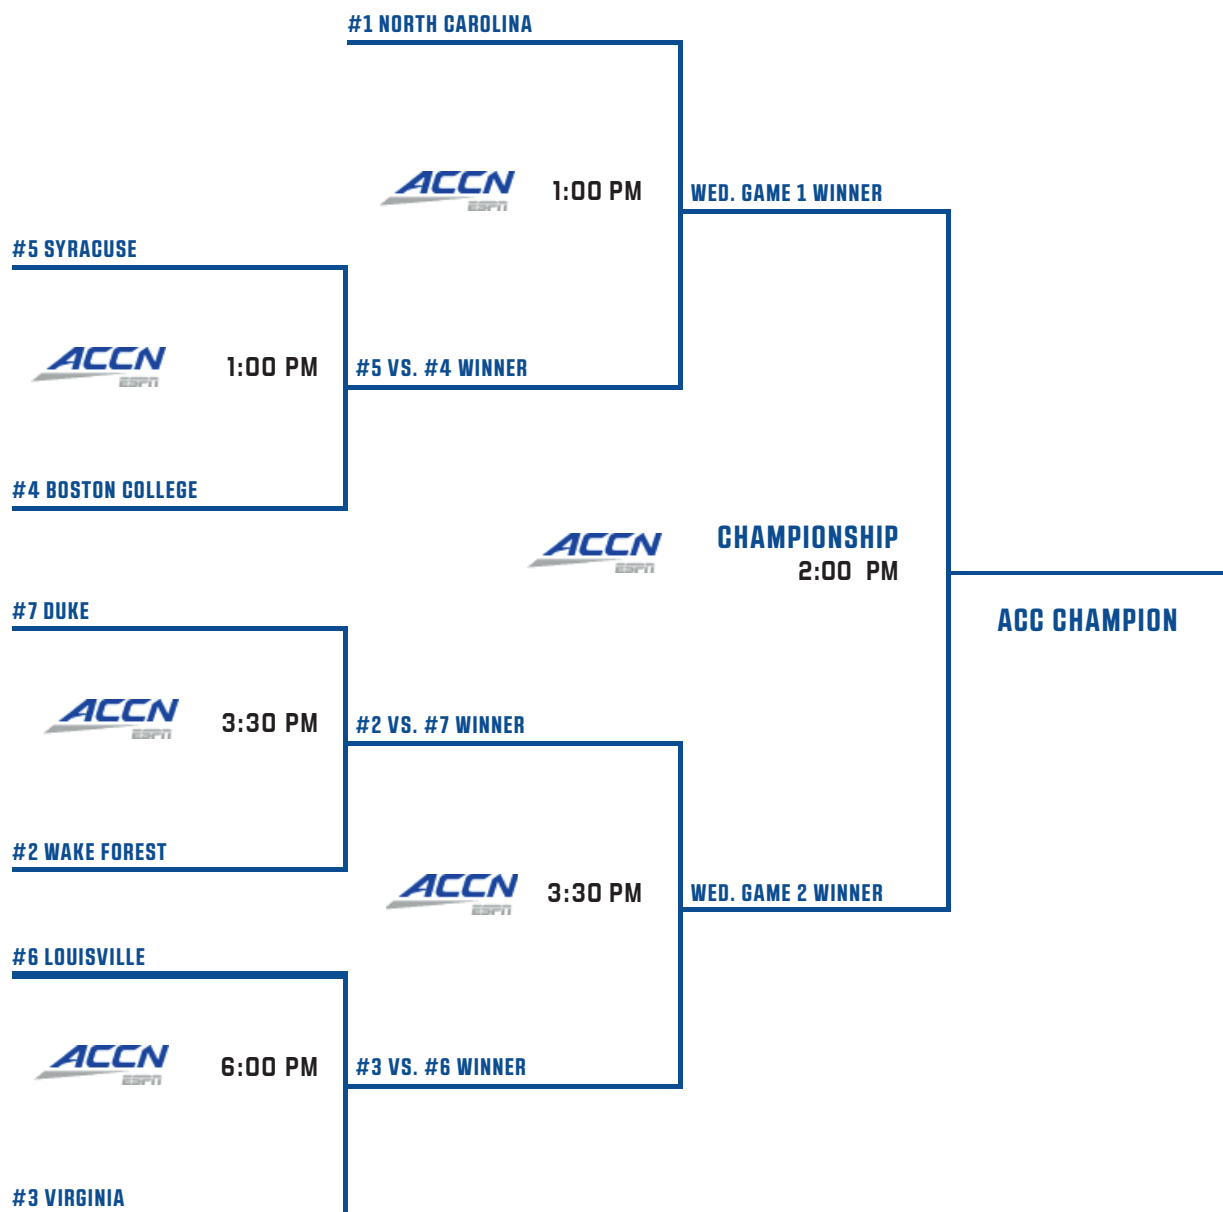 #1 NORTH CAROLINA
ACCN
ESPN
1:00 PM
WED. GAME 1 WINNER
#5 SYRACUSE
ACCN
ESPN
1:00 PM
#5 VS. #4 WINNER
#4 BOSTON COLLEGE
ACCN
ESPN
CHAMPIONSHIP
2:00 PM
ACC CHAMPION
#7 DUKE
ACCN
ESPN
3:30 PM
#2 VS. #7 WINNER
#2 WAKE FOREST
ACCN
ESPN
3:30 PM
WED. GAME 2 WINNER
#6 LOUISVILLE
ACCN
ESPN
6:00 PM
#3 VS. #6 WINNER
#3 VIRGINIA